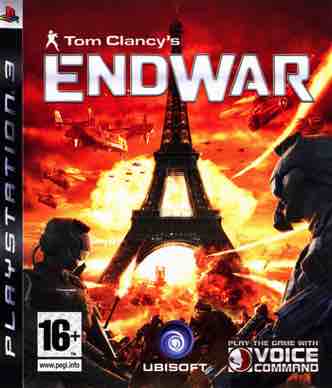 PLAYSTATION 3
Tom Clancy's
ENDWAR
16+
www.pegi.info
UBISOFT
PLAY THE GAME WITH
VOICE
COMMAND